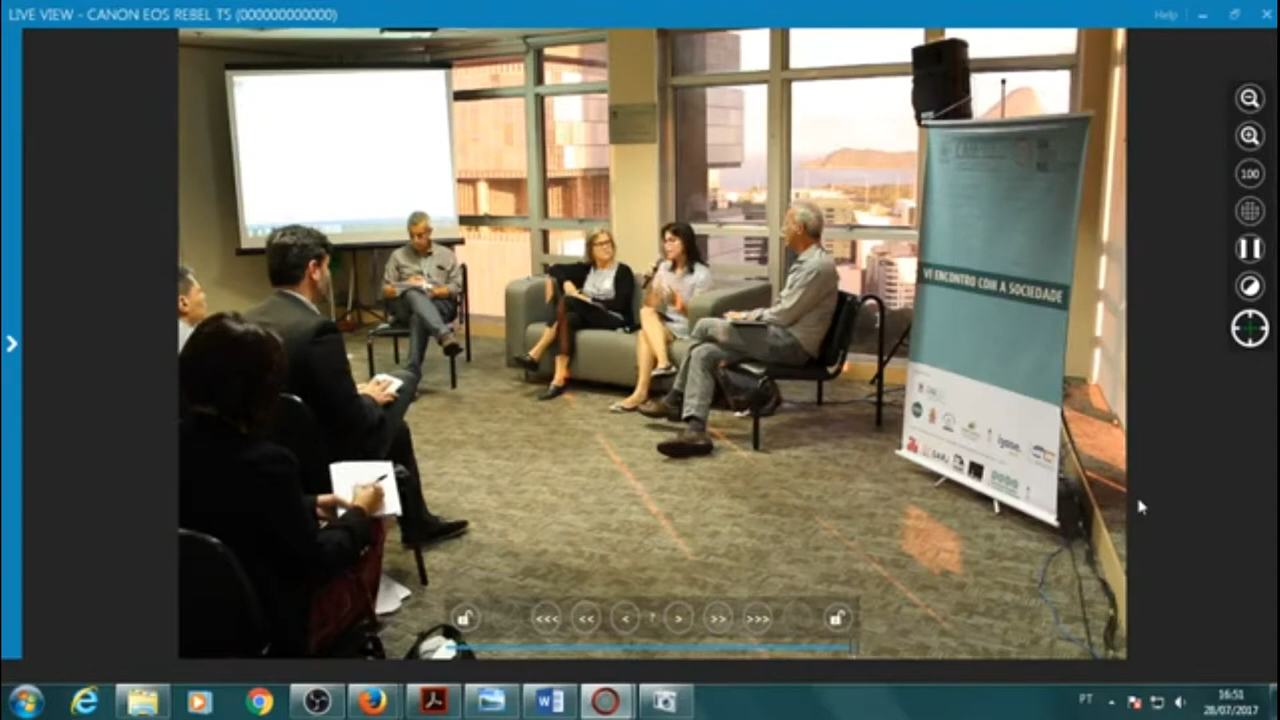 LIVE VIEW - CANON EOS REBEL T5 (000000000000)
Help
100
VI ENCONTRO COM A SOCIEDADE
<<< << < ? > >> >>>
PT
16:51
28/07/2017